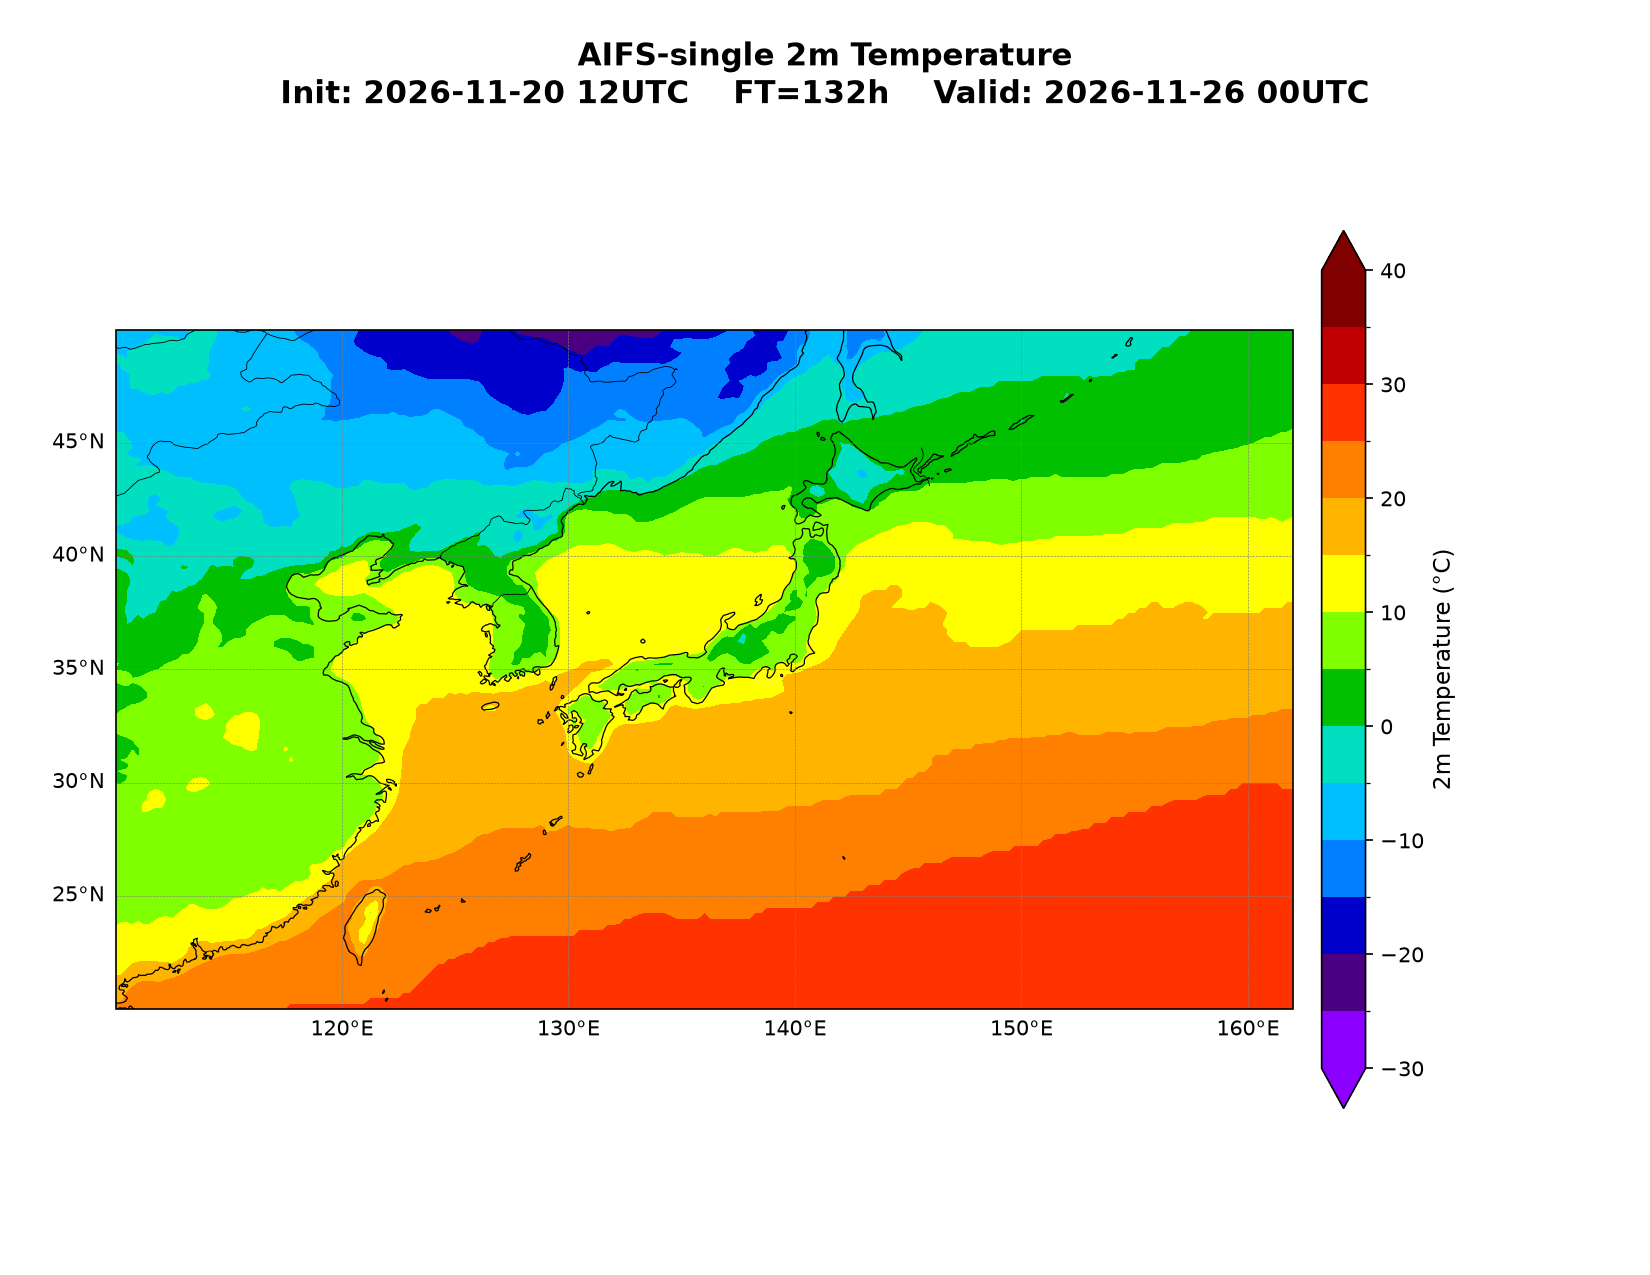 AIFS-single 2m Temperature
Init: 2026-11-20 12UTC    FT=132h    Valid: 2026-11-26 00UTC
45°N
40°N
35°N
30°N
25°N
120°E
130°E
140°E
150°E
160°E
40
30
20
10
0
−10
−20
−30
2m Temperature (°C)